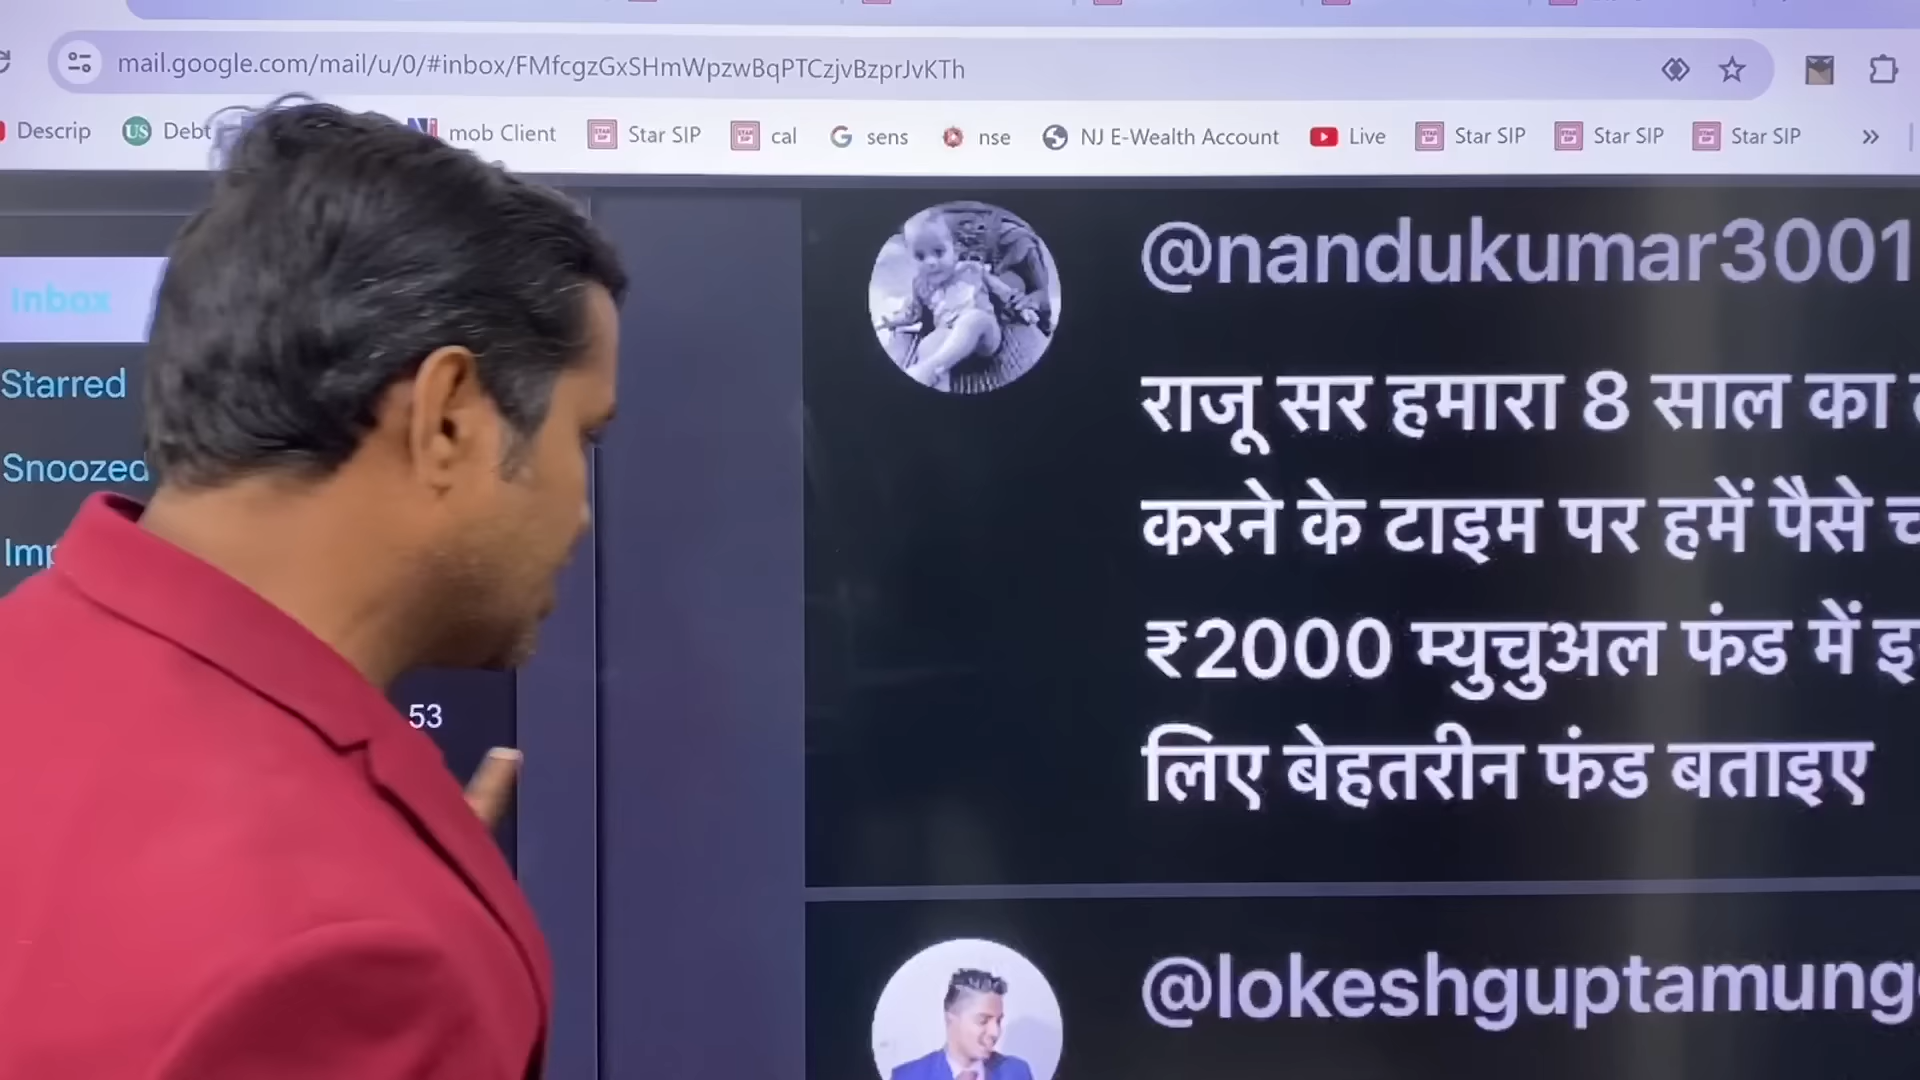 mail.google.com/mail/u/0/#inbox/FMfcgzGxSHmWpzwBqPTCzjvBzprJvKTh
Descrip US Debt mob Client Star SIP cal sens nse NJ E-Wealth Account Live Star SIP Star SIP Star SIP »
Inbox
Starred
Snoozed
53
@nandukumar3001
राजू सर हमारा 8 साल का
करने के टाइम पर हमें पैसे
₹2000 म्युचुअल फंड में
लिए बेहतरीन फंड बताइए
@lokeshguptamung